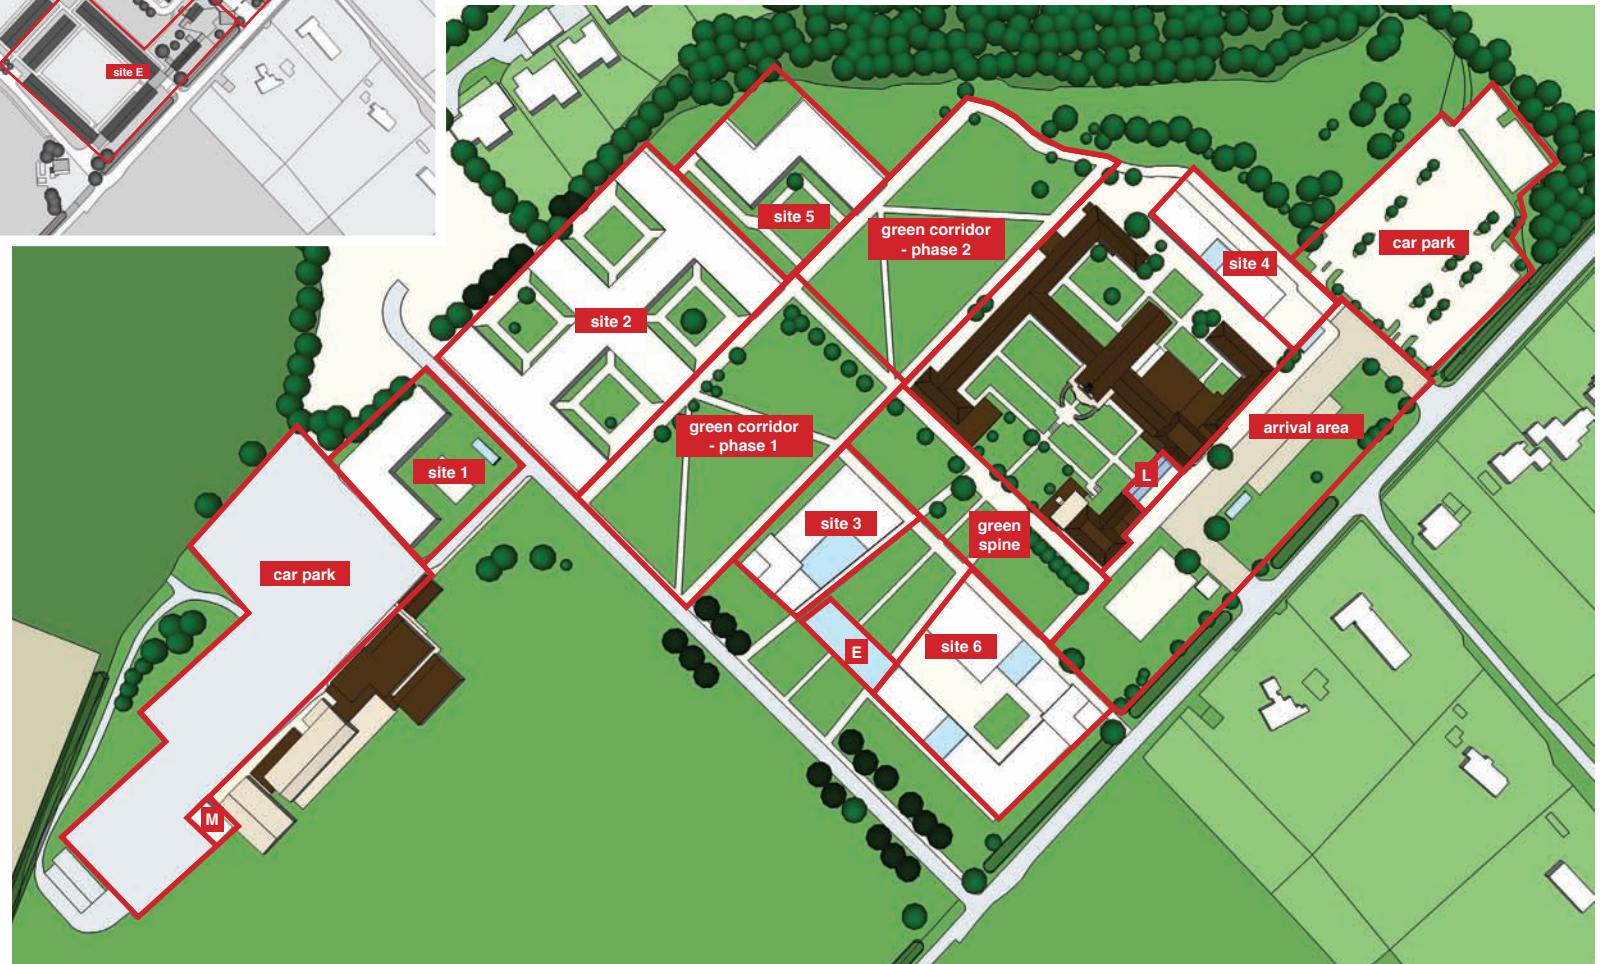 site E
site 5
green corridor
- phase 2
car park
site 4
site 2
green corridor
- phase 1
arrival area
site 1
L
site 3
green
spine
car park
E
site 6
M